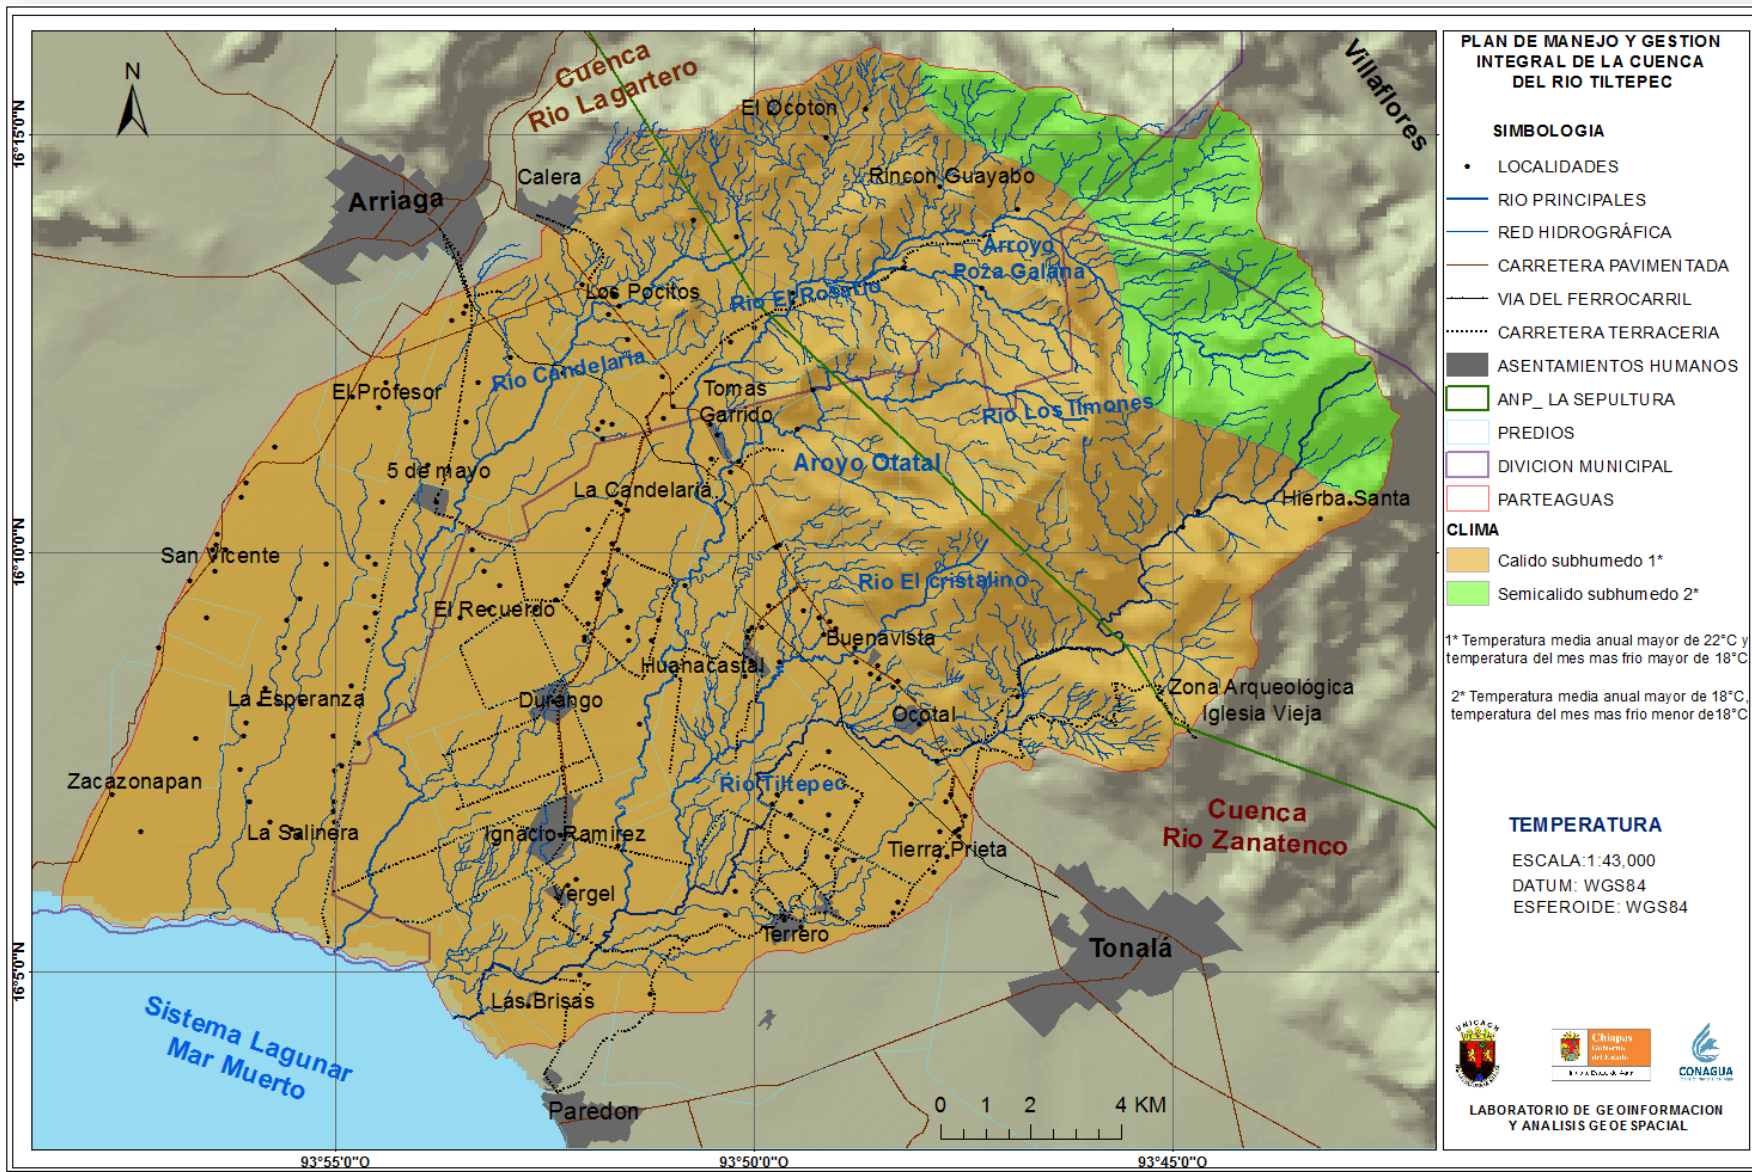 PLAN DE MANEJO Y GESTION
INTEGRAL DE LA CUENCA
DEL RIO TILTEPEC
SIMBOLOGIA
LOCALIDADES
RIO PRINCIPALES
RED HIDROGRÁFICA
CARRETERA PAVIMENTADA
VIA DEL FERROCARRIL
CARRETERA TERRACERIA
ASENTAMIENTOS HUMANOS
ANP_ LA SEPULTURA
PREDIOS
DIVICION MUNICIPAL
PARTEAGUAS
CLIMA
Calido subhumedo 1*
Semicalido subhumedo 2*
1* Temperatura media anual mayor de 22°C y
temperatura del mes mas frio mayor de 18°C
2* Temperatura media anual mayor de 18°C,
temperatura del mes mas frio menor de18°C
TEMPERATURA
ESCALA:1:43,000
DATUM: WGS84
ESFEROIDE: WGS84
UNICACH
Chiapas
Gobierno
del Estado
CONAGUA
LABORATORIO DE GEOINFORMACION
Y ANALISIS GEOESPACIAL
N
16°15'0"N
16°10'0"N
16°5'0"N
93°55'0"O
93°50'0"O
93°45'0"O
Cuenca
Rio Lagartero
Villaflores
El Ocoton
Calera
Arriaga
Rincon Guayabo
Arroyo
Poza Galana
Los Pocitos
Rio El Rosario
Rio Candelaria
El Profesor
Tomas
Garrido
Rio Los limones
5 de mayo
Aroyo Otatal
La Candelaria
Hierba Santa
San Vicente
Rio El cristalino
El Recuerdo
Buenavista
Huanacastal
La Esperanza
Durango
Zona Arqueológica
Iglesia Vieja
Ocotal
Zacazonapan
Rio Tiltepec
La Salinera
Ignacio Ramirez
Cuenca
Rio Zanatenco
Tierra Prieta
Vergel
Terrero
Tonalá
Las Brisas
Sistema Lagunar
Mar Muerto
Paredon
0 1 2 4 KM